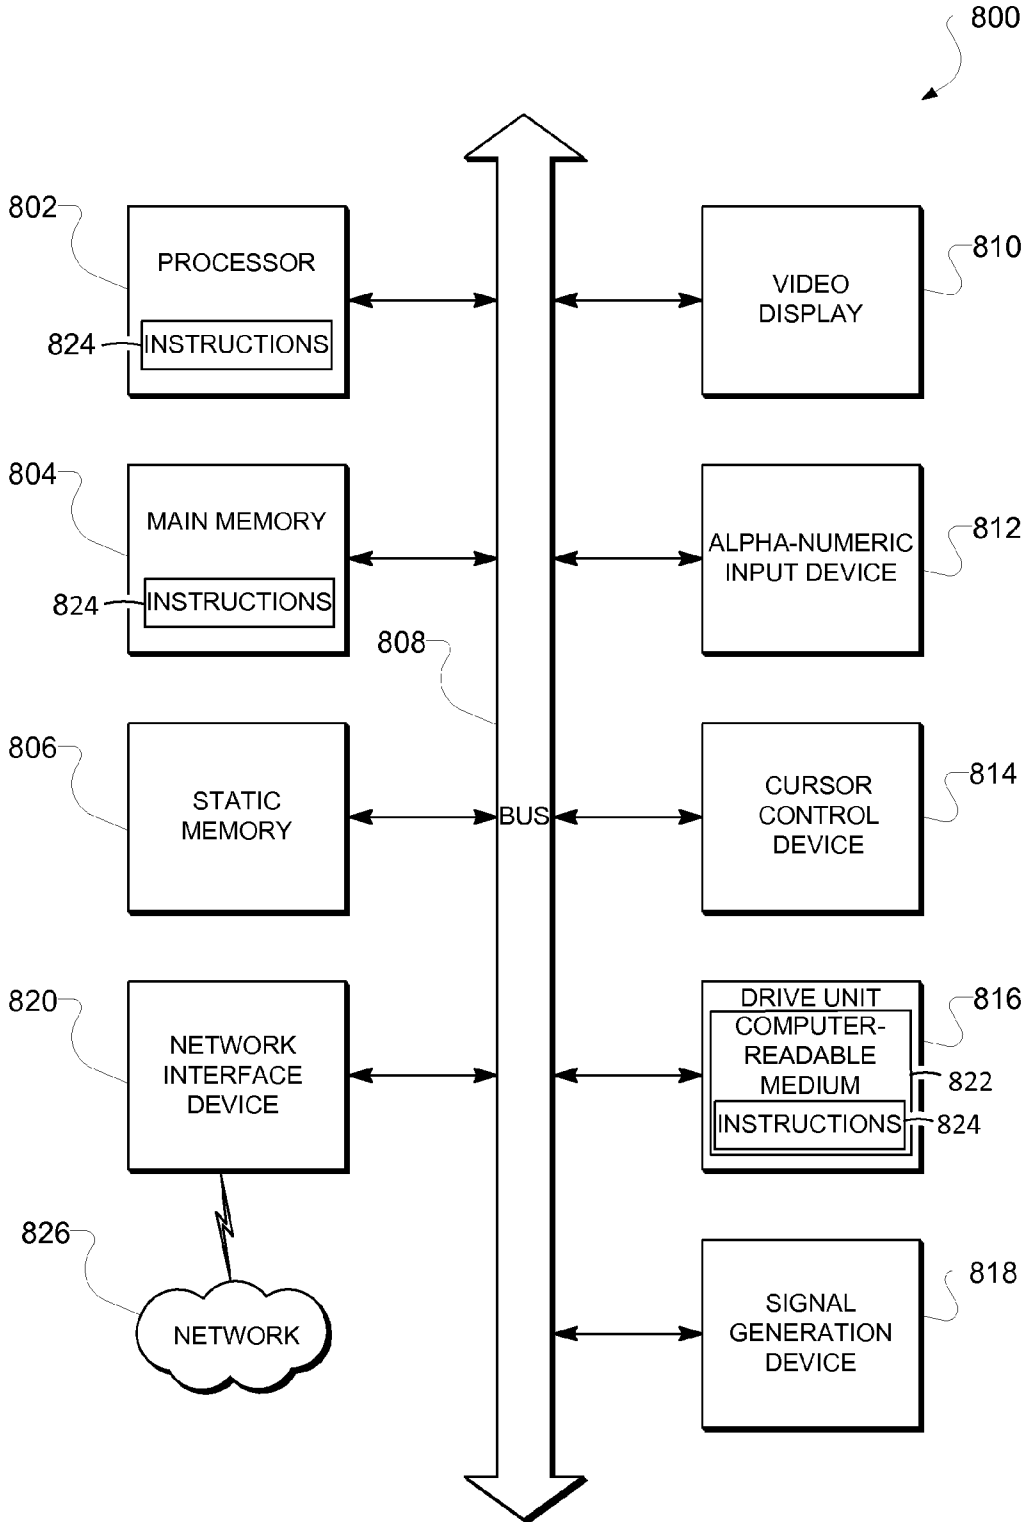 800
802
PROCESSOR
824
INSTRUCTIONS
810
VIDEO
DISPLAY
804
MAIN MEMORY
824
INSTRUCTIONS
812
ALPHA-NUMERIC
INPUT DEVICE
808
806
STATIC
MEMORY
BUS
814
CURSOR
CONTROL
DEVICE
820
NETWORK
INTERFACE
DEVICE
816
DRIVE UNIT
COMPUTER-
READABLE
MEDIUM
822
INSTRUCTIONS
824
826
NETWORK
818
SIGNAL
GENERATION
DEVICE